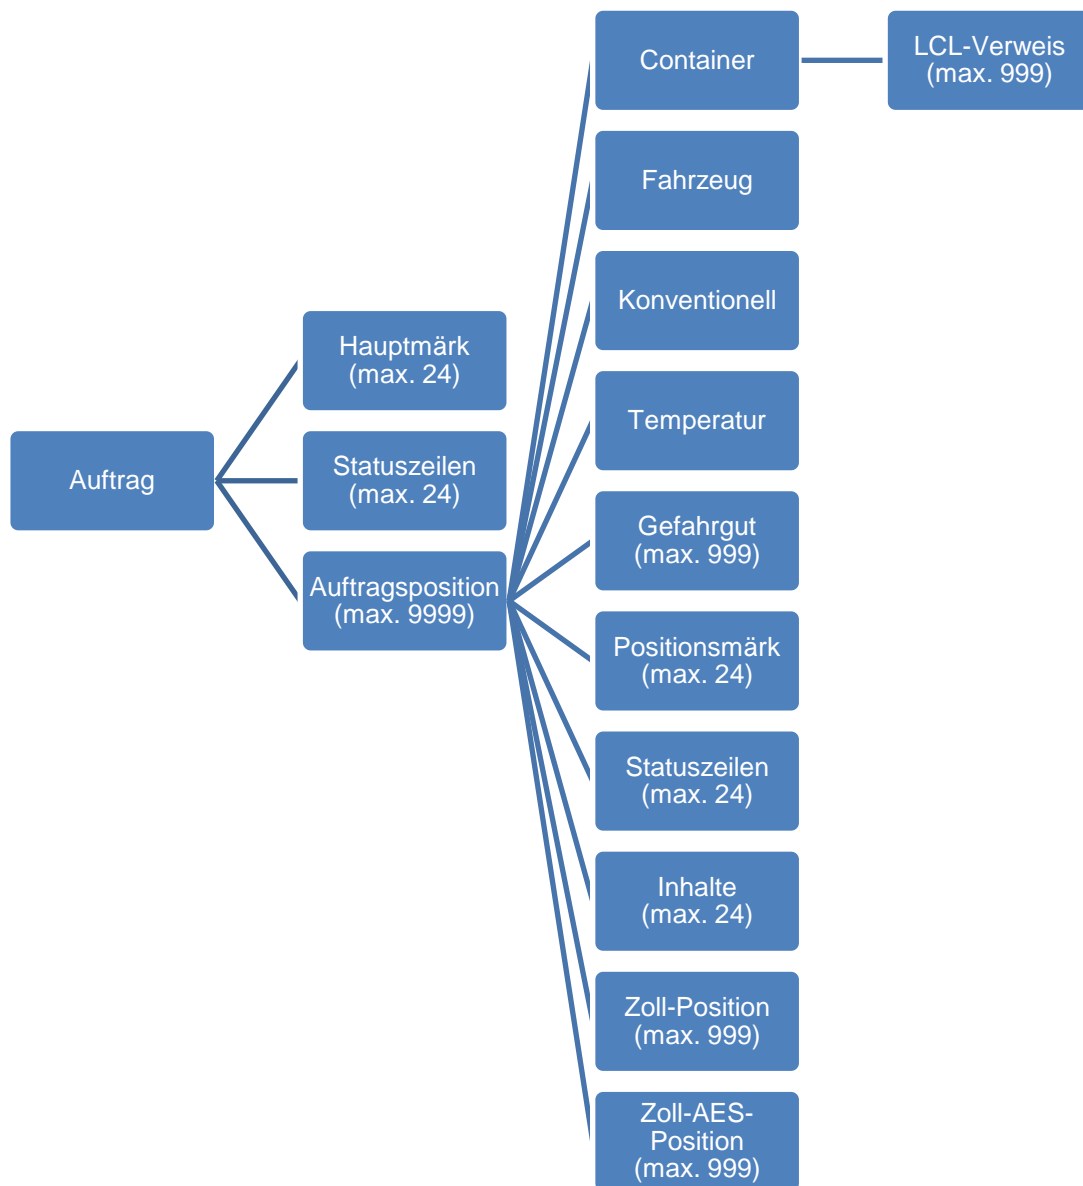 Auftrag
Hauptmärk
(max. 24)
Statuszeilen
(max. 24)
Auftragsposition
(max. 9999)
Container
LCL-Verweis
(max. 999)
Fahrzeug
Konventionell
Temperatur
Gefahrgut
(max. 999)
Positionsmärk
(max. 24)
Statuszeilen
(max. 24)
Inhalte
(max. 24)
Zoll-Position
(max. 999)
Zoll-AES-
Position
(max. 999)